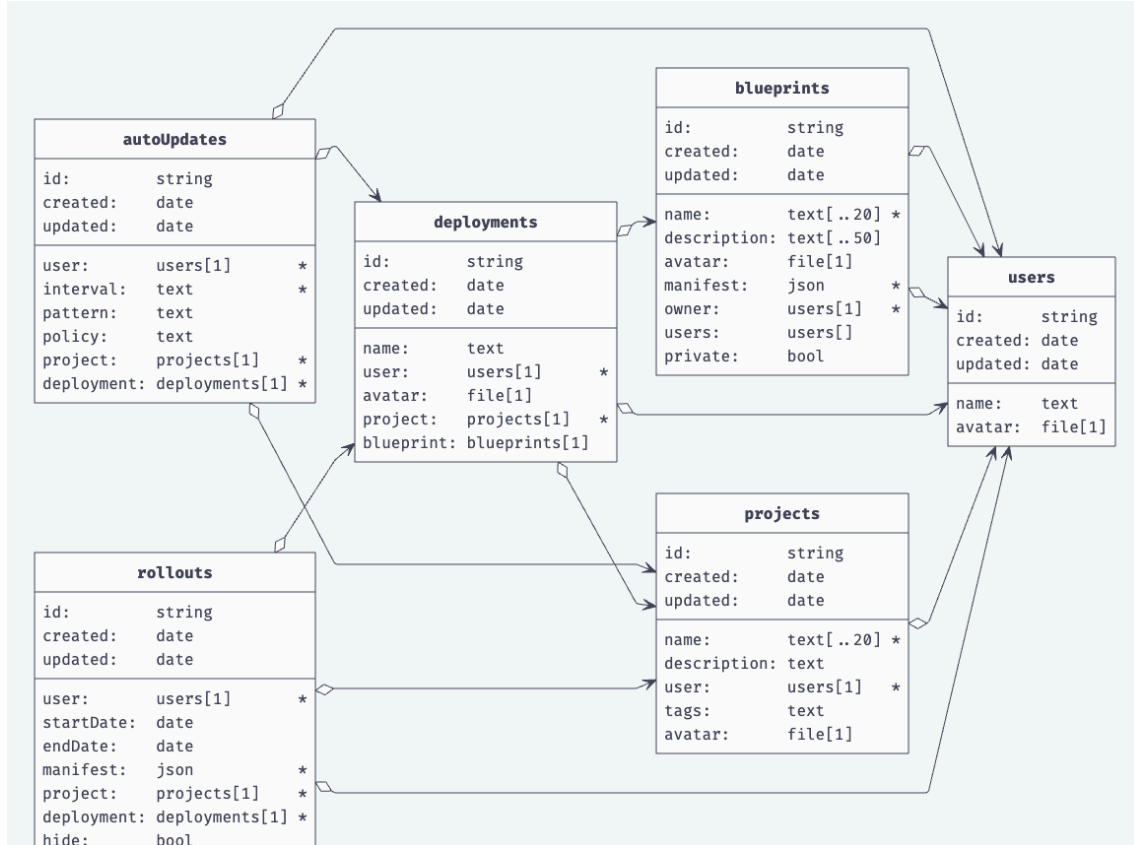 autoUpdates
id: string
created: date
updated: date
user: users[1] *
interval: text *
pattern: text
policy: text
project: projects[1] *
deployment: deployments[1] *
deployments
id: string
created: date
updated: date
name: text
user: users[1] *
avatar: file[1]
project: projects[1] *
blueprint: blueprints[1]
blueprints
id: string
created: date
updated: date
name: text[..20] *
description: text[..50]
avatar: file[1]
manifest: json *
owner: users[1] *
users: users[]
private: bool
users
id: string
created: date
updated: date
name: text
avatar: file[1]
rollouts
id: string
created: date
updated: date
user: users[1] *
startDate: date
endDate: date
manifest: json *
project: projects[1] *
deployment: deployments[1] *
hide: bool
projects
id: string
created: date
updated: date
name: text[..20] *
description: text
user: users[1] *
tags: text
avatar: file[1]